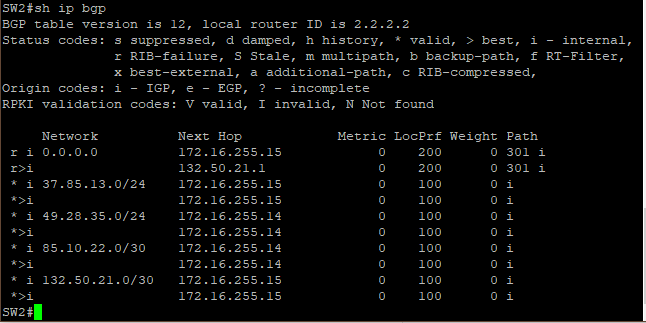 SW2#sh ip bgp
BGP table version is 12, local router ID is 2.2.2.2
Status codes: s suppressed, d damped, h history, * valid, > best, i - internal,
              r RIB-failure, S Stale, m multipath, b backup-path, f RT-Filter,
              x best-external, a additional-path, c RIB-compressed,
Origin codes: i - IGP, e - EGP, ? - incomplete
RPKI validation codes: V valid, I invalid, N Not found
     Network          Next Hop            Metric LocPrf Weight Path
 r i 0.0.0.0          172.16.255.15            0    200      0 301 i
 r>i                  132.50.21.1              0    200      0 301 i
 * i 37.85.13.0/24    172.16.255.15            0    100      0 i
 *>i                  172.16.255.15            0    100      0 i
 * i 49.28.35.0/24    172.16.255.14            0    100      0 i
 *>i                  172.16.255.14            0    100      0 i
 * i 85.10.22.0/30    172.16.255.14            0    100      0 i
 *>i                  172.16.255.14            0    100      0 i
 * i 132.50.21.0/30   172.16.255.15            0    100      0 i
 *>i                  172.16.255.15            0    100      0 i
SW2#